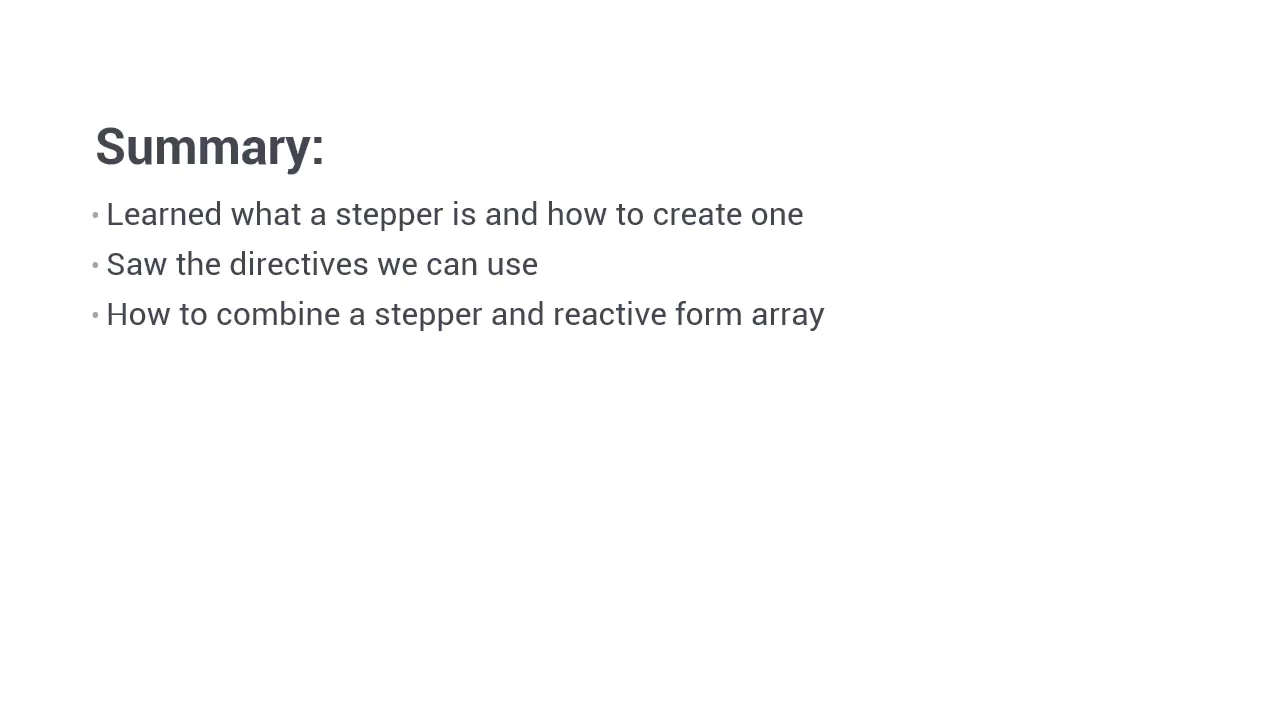 Summary:
• Learned what a stepper is and how to create one
• Saw the directives we can use
• How to combine a stepper and reactive form array